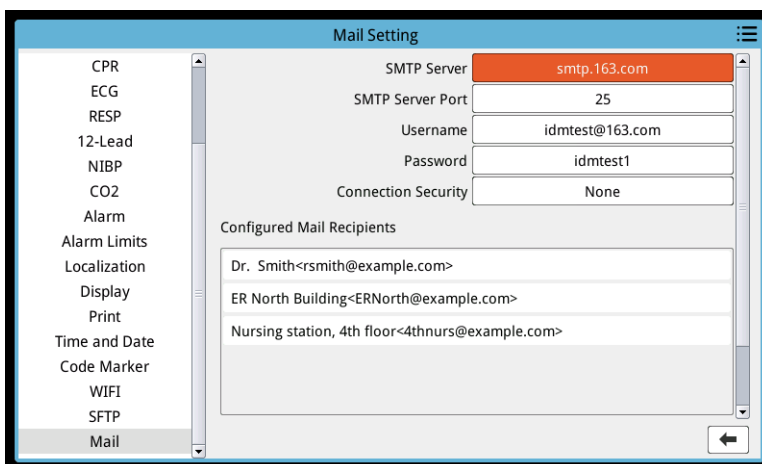 Mail Setting
CPR
ECG
RESP
12-Lead
NIBP
CO2
Alarm
Alarm Limits
Localization
Display
Print
Time and Date
Code Marker
WIFI
SFTP
Mail
SMTP Server smtp.163.com
SMTP Server Port 25
Username idmtest@163.com
Password idmtest1
Connection Security None
Configured Mail Recipients
Dr. Smith<rsmith@example.com>
ER North Building<ERNorth@example.com>
Nursing station, 4th floor<4thnurs@example.com>